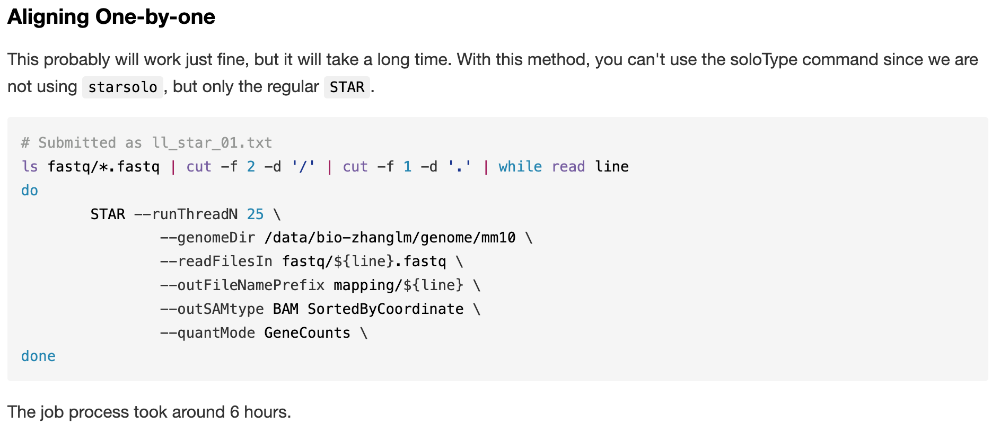 Aligning One-by-one
This probably will work just fine, but it will take a long time. With this method, you can't use the soloType command since we are
not using starsolo , but only the regular STAR .
# Submitted as ll_star_01.txt
ls fastq/*.fastq | cut -f 2 -d '/' | cut -f 1 -d '.' | while read line
do
        STAR --runThreadN 25 \
                --genomeDir /data/bio-zhanglm/genome/mm10 \
                --readFilesIn fastq/${line}.fastq \
                --outFileNamePrefix mapping/${line} \
                --outSAMtype BAM SortedByCoordinate \
                --quantMode GeneCounts \
done
The job process took around 6 hours.